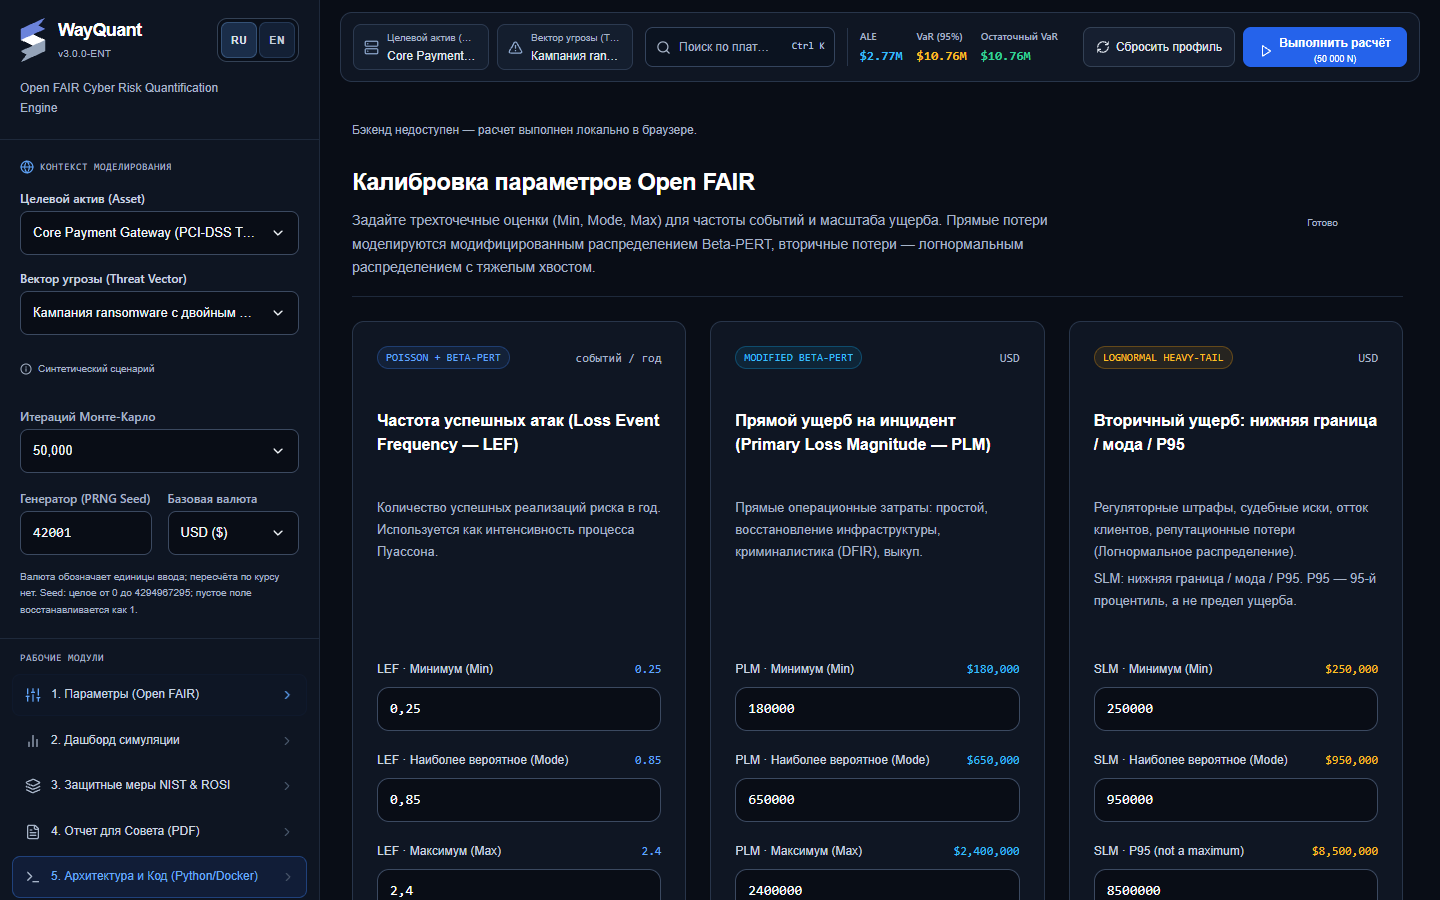 WayQuant
v3.0.0-ENT
RU
EN
Open FAIR Cyber Risk Quantification
Engine
КОНТЕКСТ МОДЕЛИРОВАНИЯ
Целевой актив (Asset)
Core Payment Gateway (PCI-DSS T...
Вектор угрозы (Threat Vector)
Кампания ransomware с двойным ...
Синтетический сценарий
Итераций Монте-Карло
50,000
Генератор (PRNG Seed)
Базовая валюта
42001
USD ($)
Валюта обозначает единицы ввода; пересчёта по курсу
нет. Seed: целое от 0 до 4294967295; пустое поле
восстанавливается как 1.
РАБОЧИЕ МОДУЛИ
1. Параметры (Open FAIR)
2. Дашборд симуляции
3. Защитные меры NIST & ROSI
4. Отчет для Совета (PDF)
5. Архитектура и Код (Python/Docker)
Целевой актив (...
Core Payment...
Вектор угрозы (Т...
Кампания ran...
Поиск по плат...
Ctrl K
ALE
$2.77M
VaR (95%)
$10.76M
Остаточный VaR
$10.76M
Сбросить профиль
Выполнить расчёт
(50 000 N)
Бэкенд недоступен — расчет выполнен локально в браузере.
Калибровка параметров Open FAIR
Задайте трехточечные оценки (Min, Mode, Max) для частоты событий и масштаба ущерба. Прямые потери
моделируются модифицированным распределением Beta-PERT, вторичные потери — логнормальным
распределением с тяжелым хвостом.
Готово
POISSON + BETA-PERT
событий / год
Частота успешных атак (Loss Event
Frequency — LEF)
Количество успешных реализаций риска в год.
Используется как интенсивность процесса
Пуассона.
LEF · Минимум (Min)
0.25
0,25
LEF · Наиболее вероятное (Mode)
0.85
0,85
LEF · Максимум (Max)
2.4
2,4
MODIFIED BETA-PERT
USD
Прямой ущерб на инцидент
(Primary Loss Magnitude — PLM)
Прямые операционные затраты: простой,
восстановление инфраструктуры,
криминалистика (DFIR), выкуп.
PLM · Минимум (Min)
$180,000
180000
PLM · Наиболее вероятное (Mode)
$650,000
650000
PLM · Максимум (Max)
$2,400,000
2400000
LOGNORMAL HEAVY-TAIL
USD
Вторичный ущерб: нижняя граница
/ мода / P95
Регуляторные штрафы, судебные иски, отток
клиентов, репутационные потери
(Логнормальное распределение).
SLM: нижняя граница / мода / P95. P95 — 95-й
процентиль, а не предел ущерба.
SLM · Минимум (Min)
$250,000
250000
SLM · Наиболее вероятное (Mode)
$950,000
950000
SLM · P95 (not a maximum)
$8,500,000
8500000